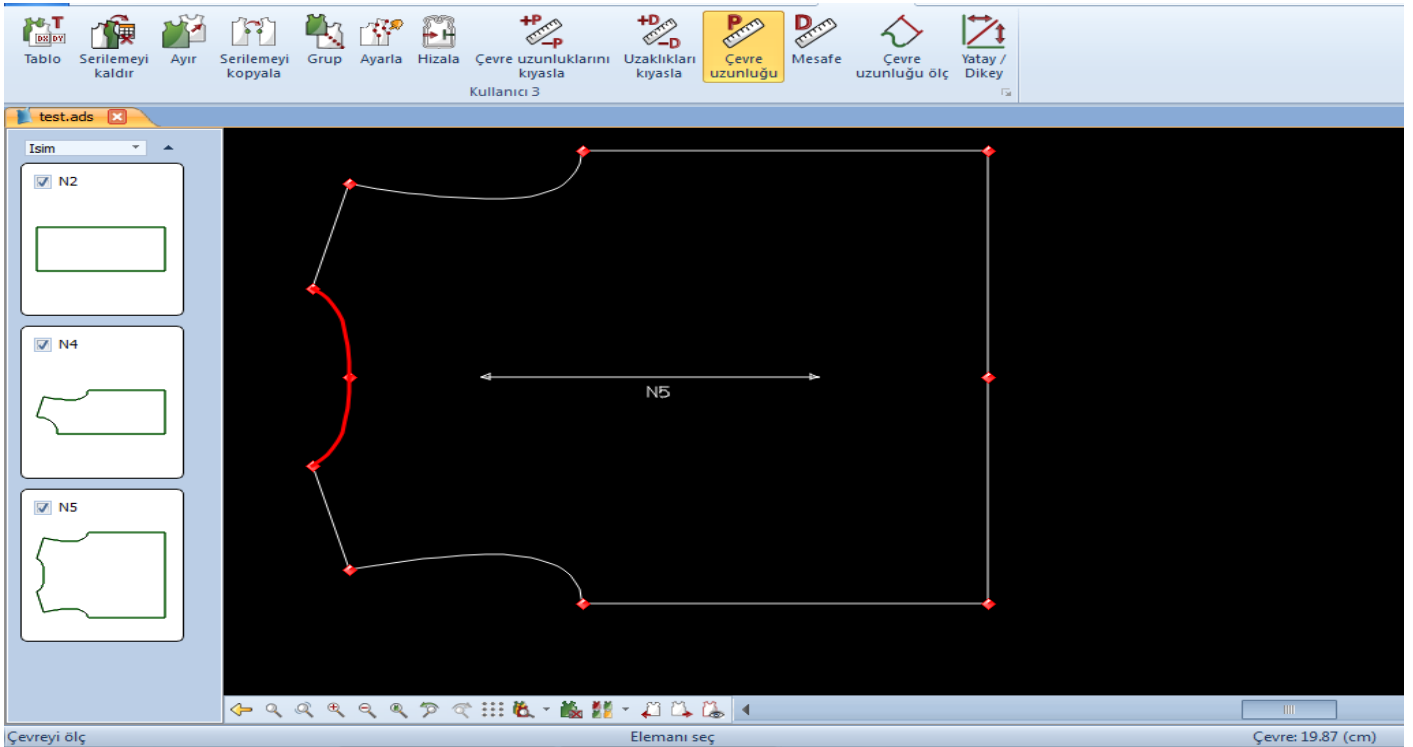 T
DX DY
+P
-P
+D
-D
P
D
Tablo
Serilemeyi
kaldır
Ayır
Serilemeyi
kopyala
Grup
Ayarla
Hizala
Çevre uzunluklarını
kıyasla
Uzaklıkları
kıyasla
Çevre
uzunluğu
Mesafe
Çevre
uzunluğu ölç
Yatay /
Dikey
Kullanıcı 3
test.ads
Isim
N2
N4
N5
N5
Çevreyi ölç
Elemanı seç
Çevre: 19.87 (cm)